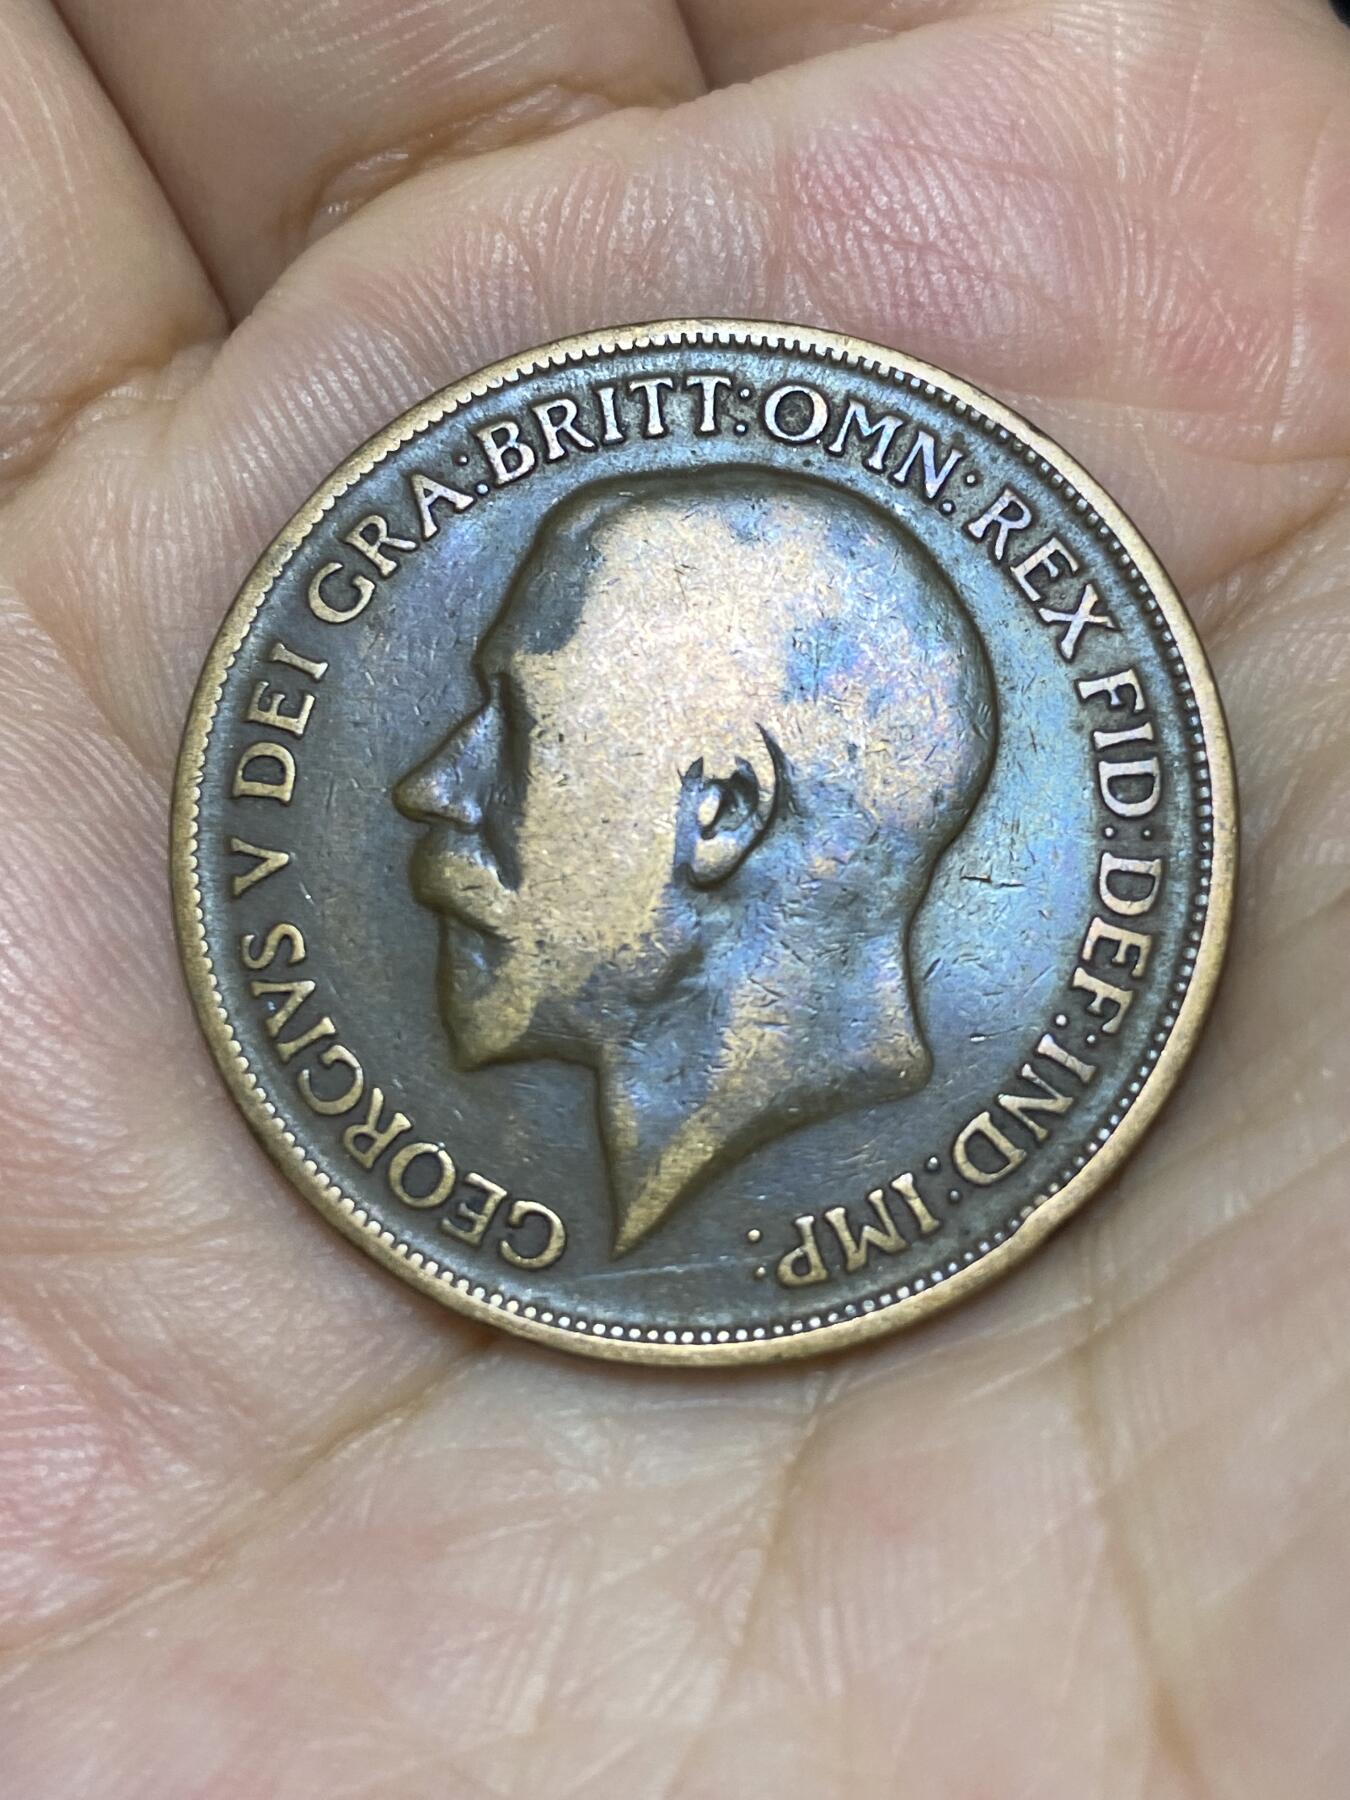 GEORGIVS V DEI GRA:BRITT:OMN:REX FID:DEF:IND:IMP: